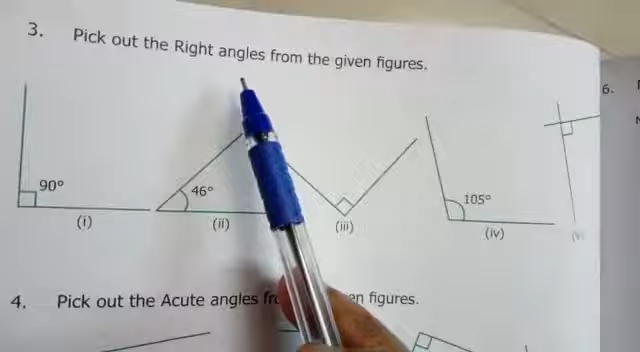 3. Pick out the Right angles from the given figures.
6.
90°
46°
105°
(i)
(ii)
(iii)
(iv)
4. Pick out the Acute angles figures.